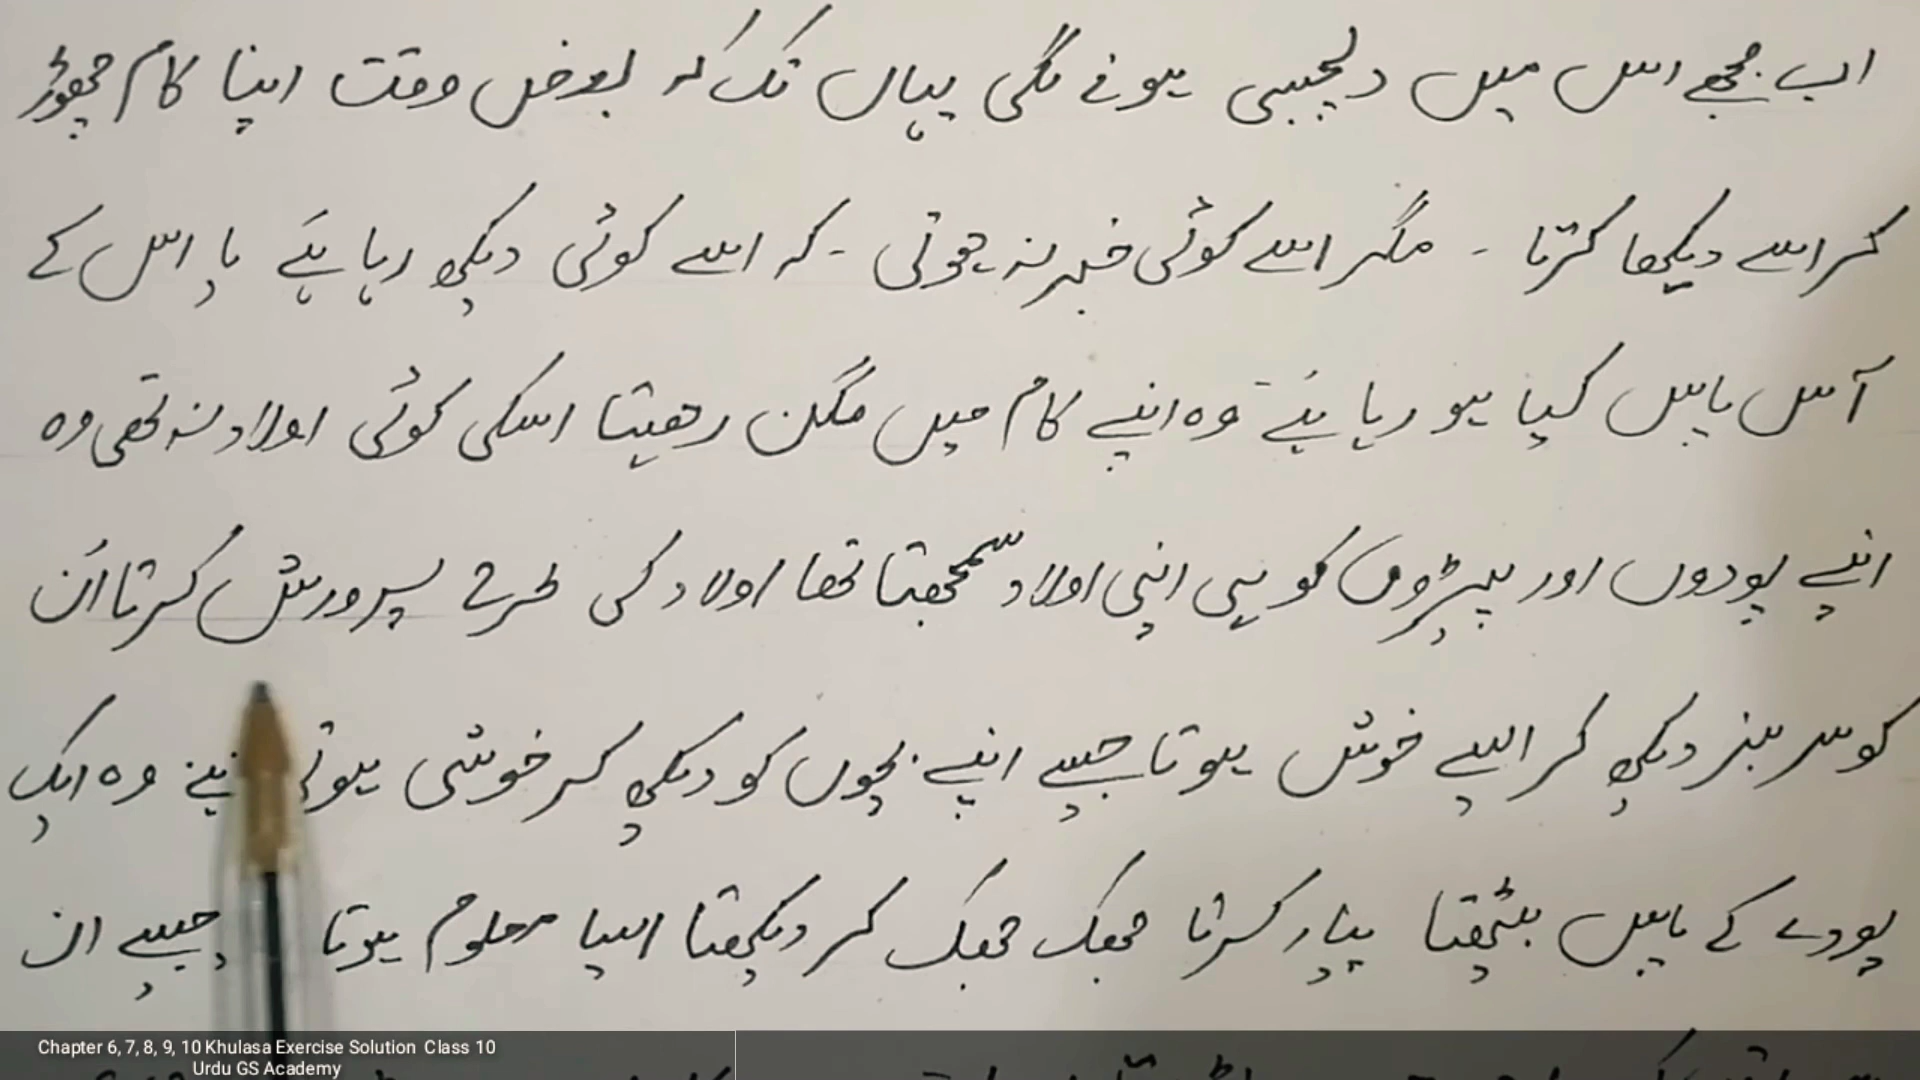 اب مجھے اس میں دلچسپی ہونے لگی یہاں تک کہ بعض وقت اپنا کام چھوڑ
کر اسے دیکھا کرتا ۔ مگر اسے کوئی خبر نہ ہوتی ۔ کہ اسے کوئی دیکھ رہا ہے یا اس کے
آس پاس کیا ہو رہا ہے وہ اپنے کام میں مگن رھتا اسکی کوئی اولاد نہ تھی وہ
اپنے پودوں اور پیڑوں کو ہی اپنی اولاد سمجھتا تھا اولاد کی طرح پرورش کرتا اُن
کو سر سبز دیکھ کر ایسے خوش ہوتا جیسے اپنے بچوں کو دیکھ کر خوشی ہوتی ہے وہ ایک
پودے کے پاس بیٹھتا پیار کرتا جھک جھک کر دیکھتا ایسا معلوم ہوتا جیسے ان
Chapter 6, 7, 8, 9, 10 Khulasa Exercise Solution Class 10
Urdu GS Academy